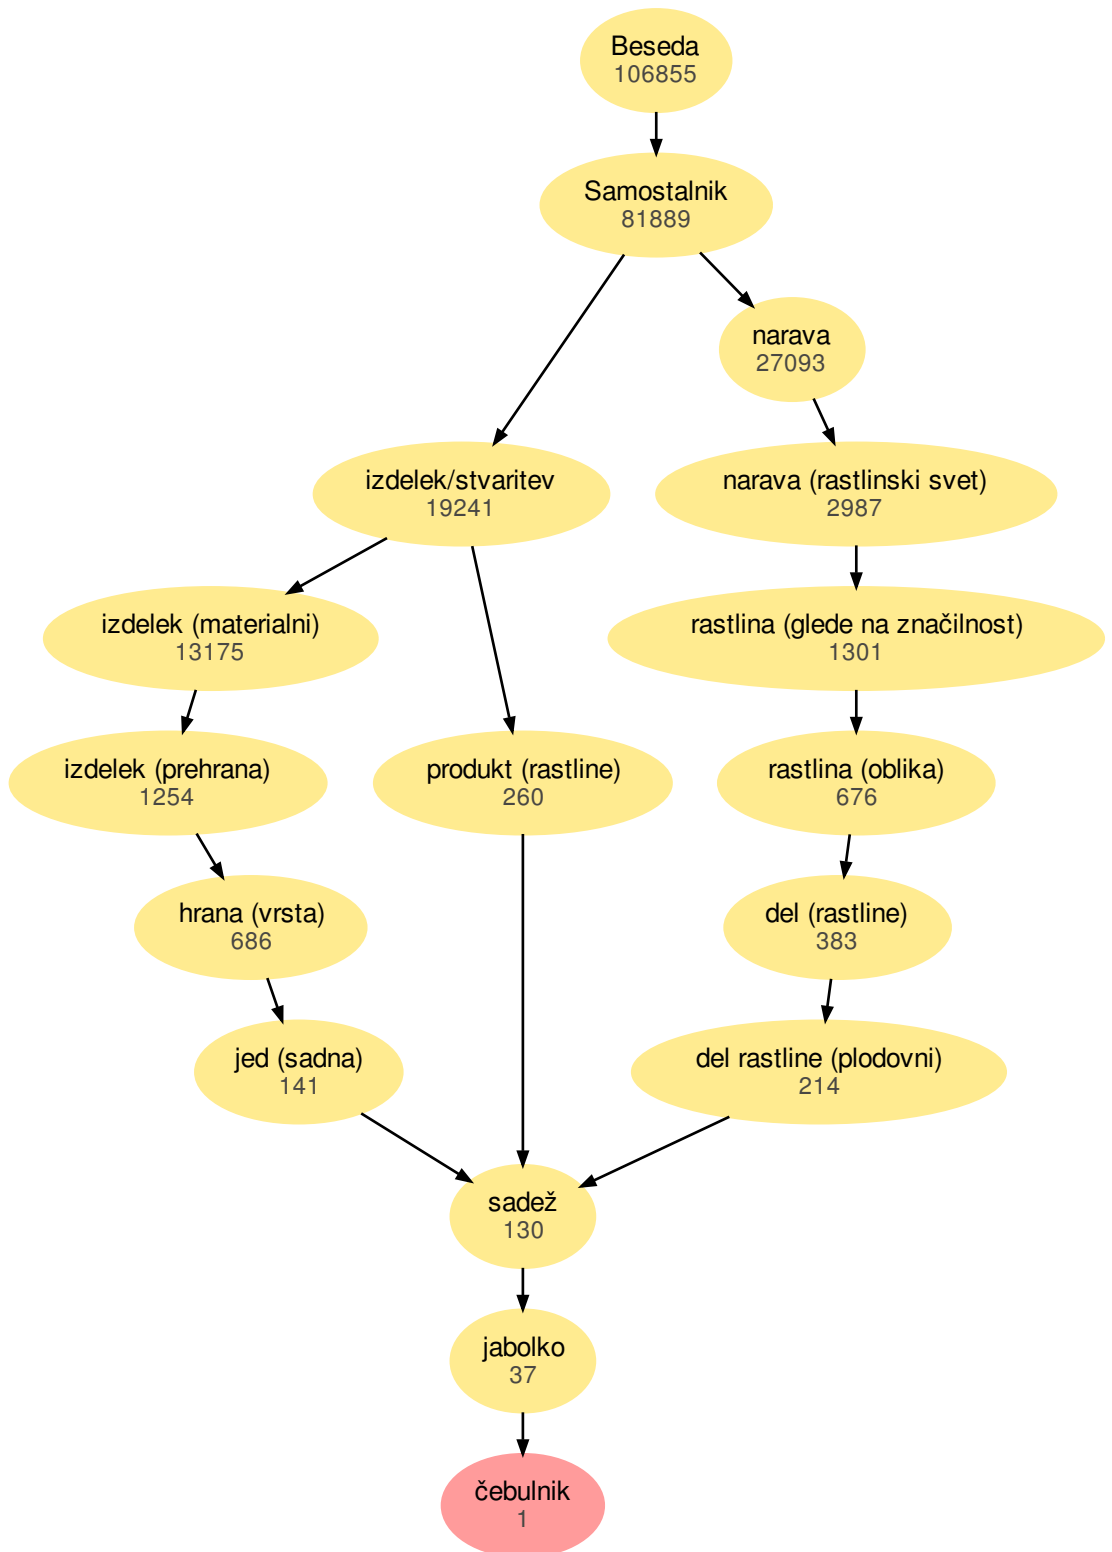 Beseda
106855
Samostalnik
81889
narava
27093
izdelek/stvaritev
19241
narava (rastlinski svet)
2987
izdelek (materialni)
13175
rastlina (glede na značilnost)
1301
izdelek (prehrana)
1254
produkt (rastline)
260
rastlina (oblika)
676
hrana (vrsta)
686
del (rastline)
383
jed (sadna)
141
del rastline (plodovni)
214
sadež
130
jabolko
37
čebulnik
1